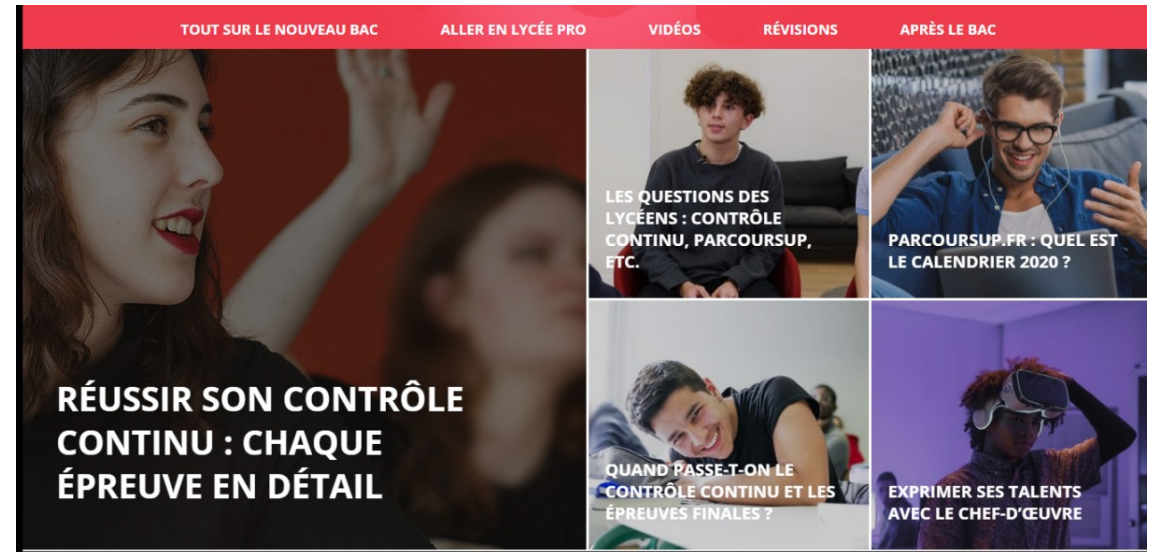 TOUT SUR LE NOUVEAU BAC ALLER EN LYCÉE PRO VIDÉOS RÉVISIONS APRÈS LE BAC
RÉUSSIR SON CONTRÔLE
CONTINU : CHAQUE
ÉPREUVE EN DÉTAIL
LES QUESTIONS DES
LYCÉENS : CONTRÔLE
CONTINU, PARCOURSUP,
ETC.
PARCOURSUP.FR : QUEL EST
LE CALENDRIER 2020 ?
QUAND PASSE-T-ON LE
CONTRÔLE CONTINU ET LES
ÉPREUVES FINALES ?
EXPRIMER SES TALENTS
AVEC LE CHEF-D'ŒUVRE